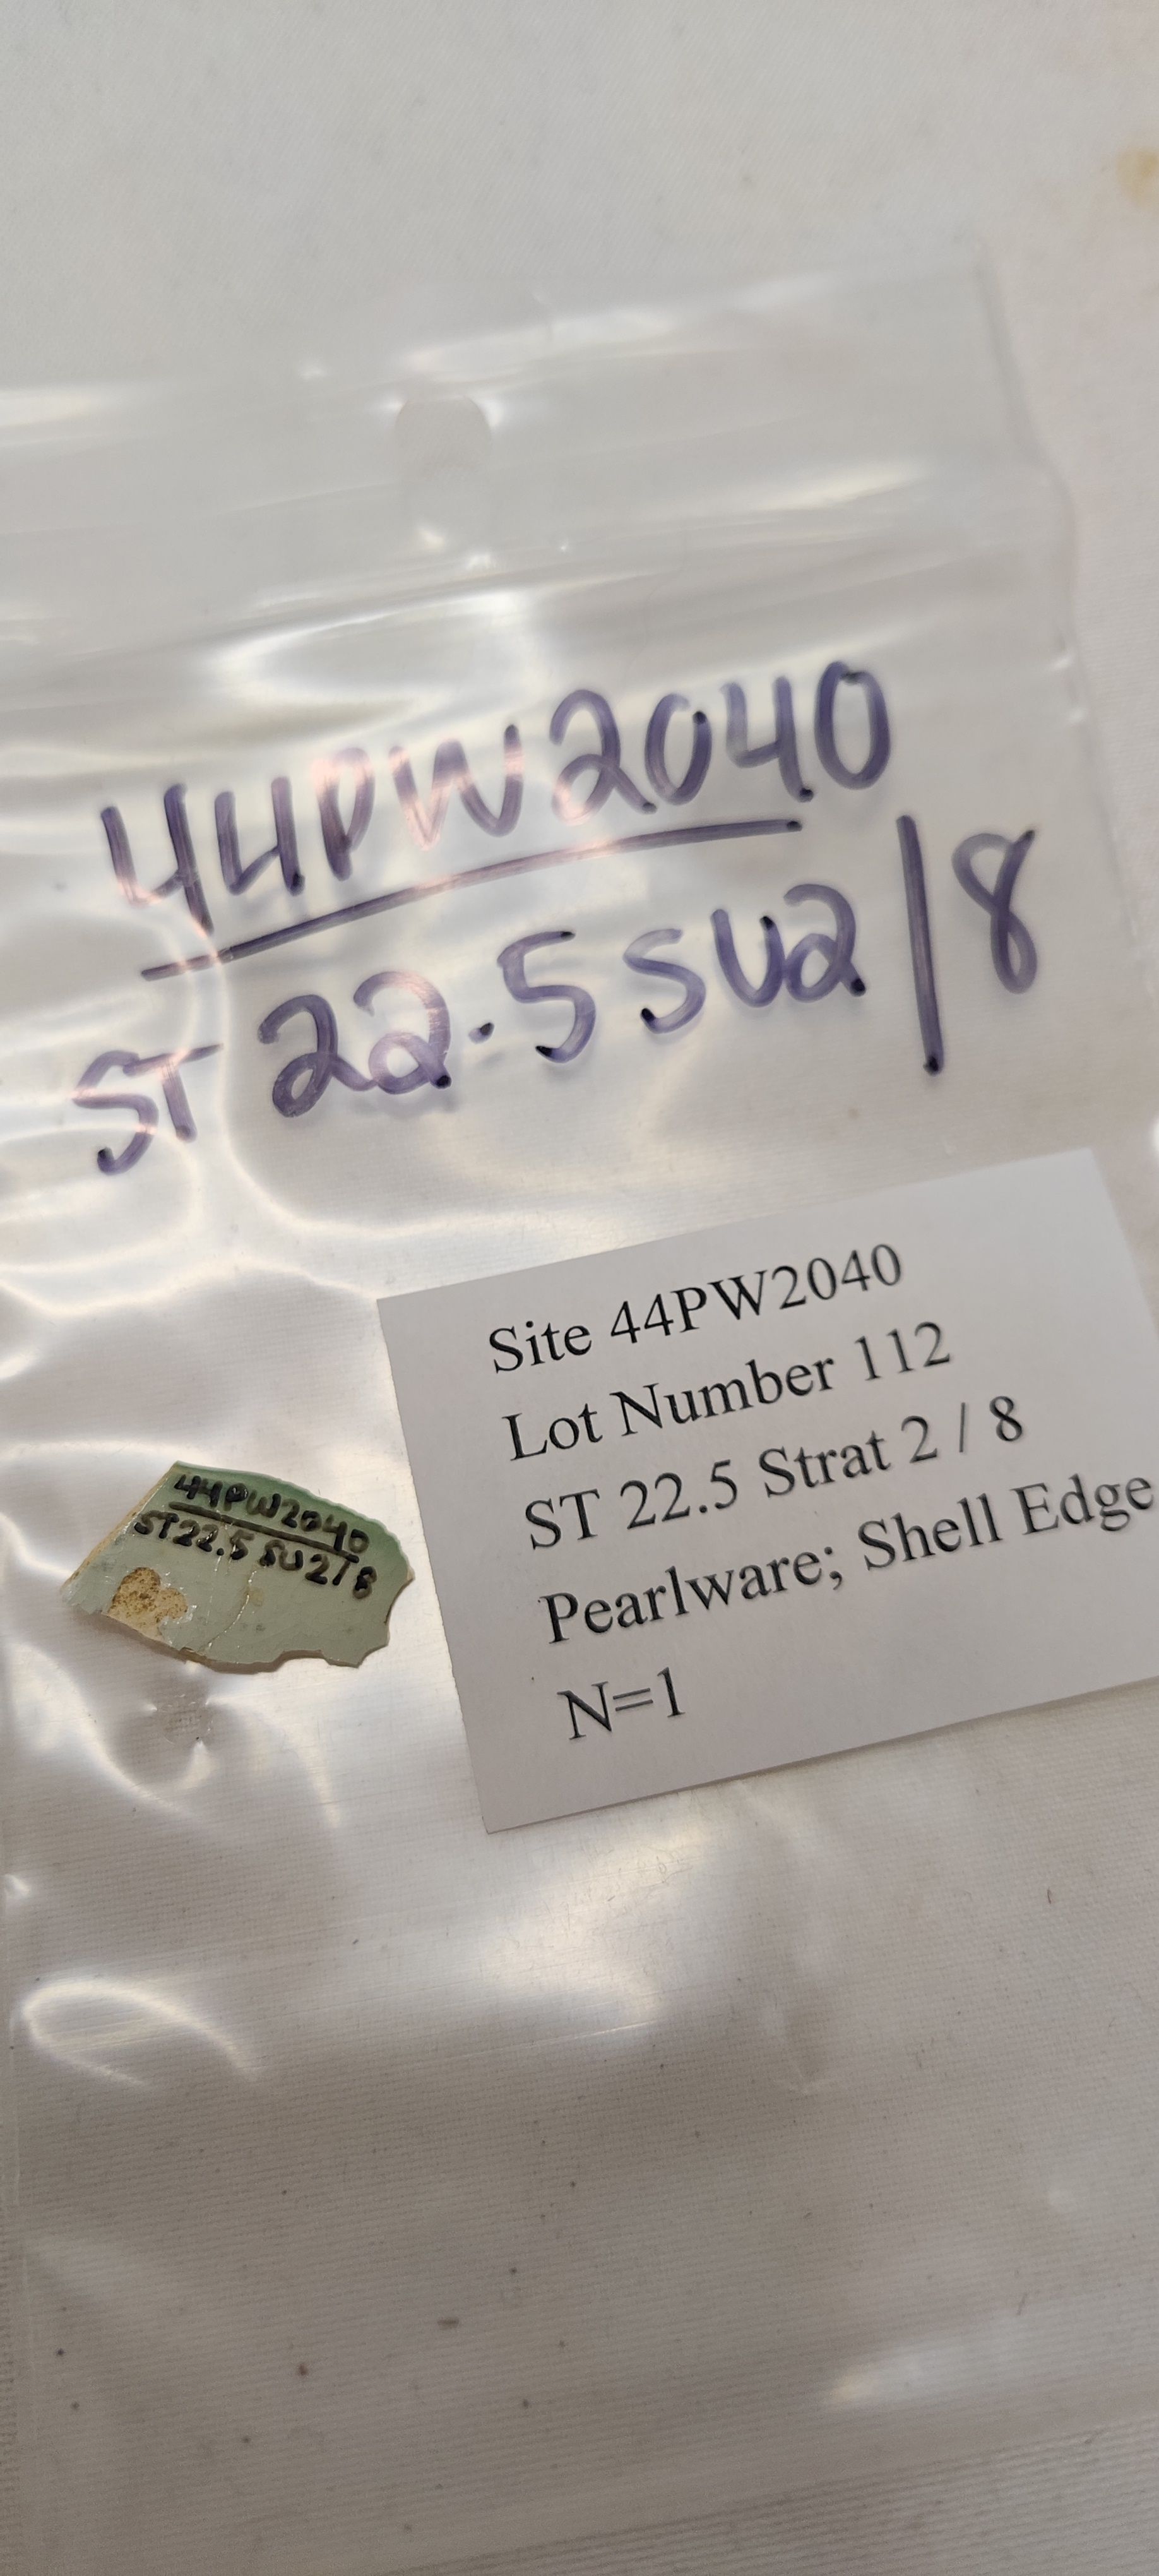 44PW2040
ST 22.5 SU2/8
Site 44PW2040
Lot Number 112
ST 22.5 Strat 2 / 8
Pearlware; Shell Edge
N=1
44PW2040
ST22.5 SU2/8